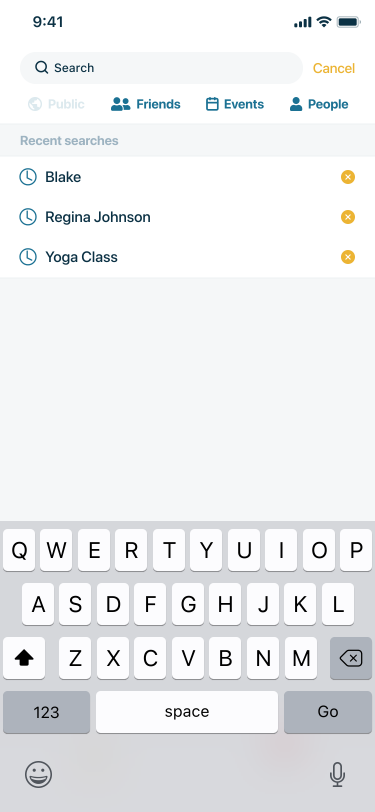 9:41
Search
Cancel
Public Friends Events People
Recent searches
Blake
Regina Johnson
Yoga Class
Q W E R T Y U I O P
A S D F G H J K L
Z X C V B N M
123 space Go